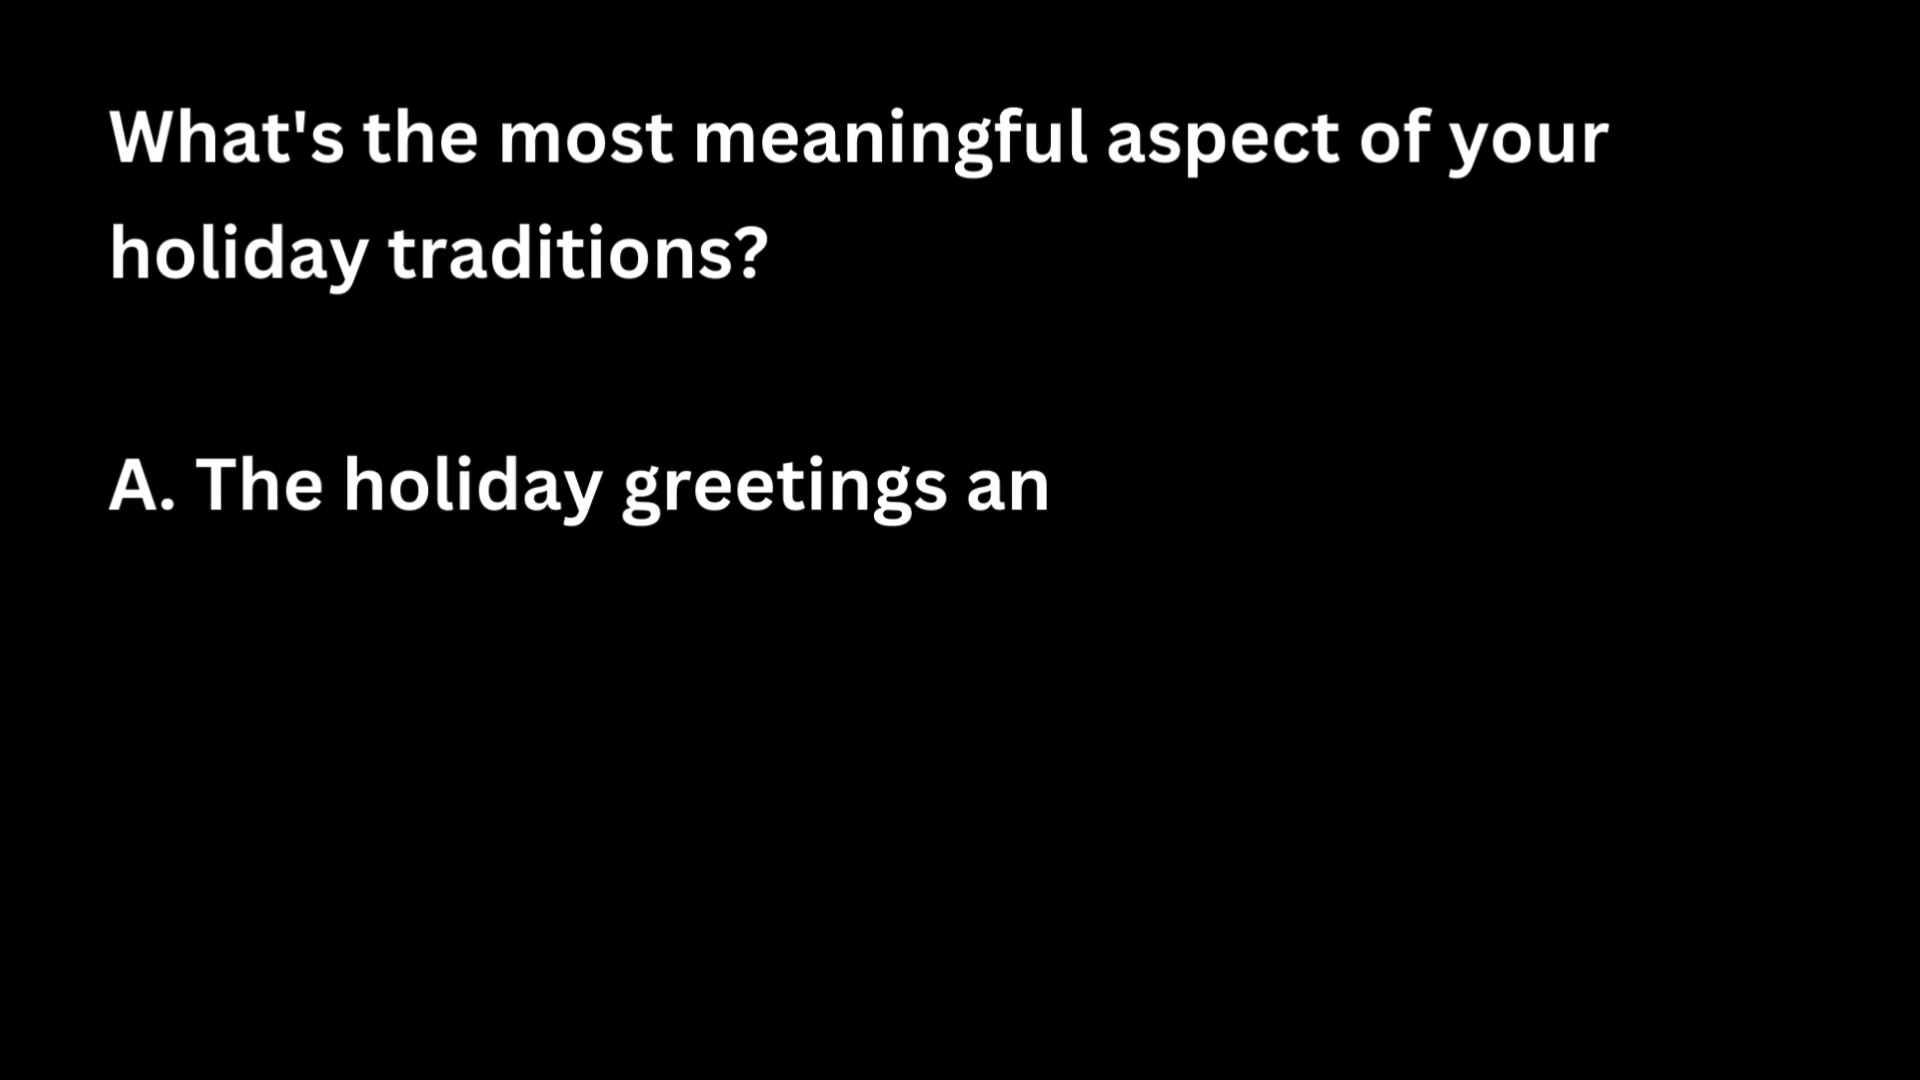 What's the most meaningful aspect of your
holiday traditions?
A. The holiday greetings an